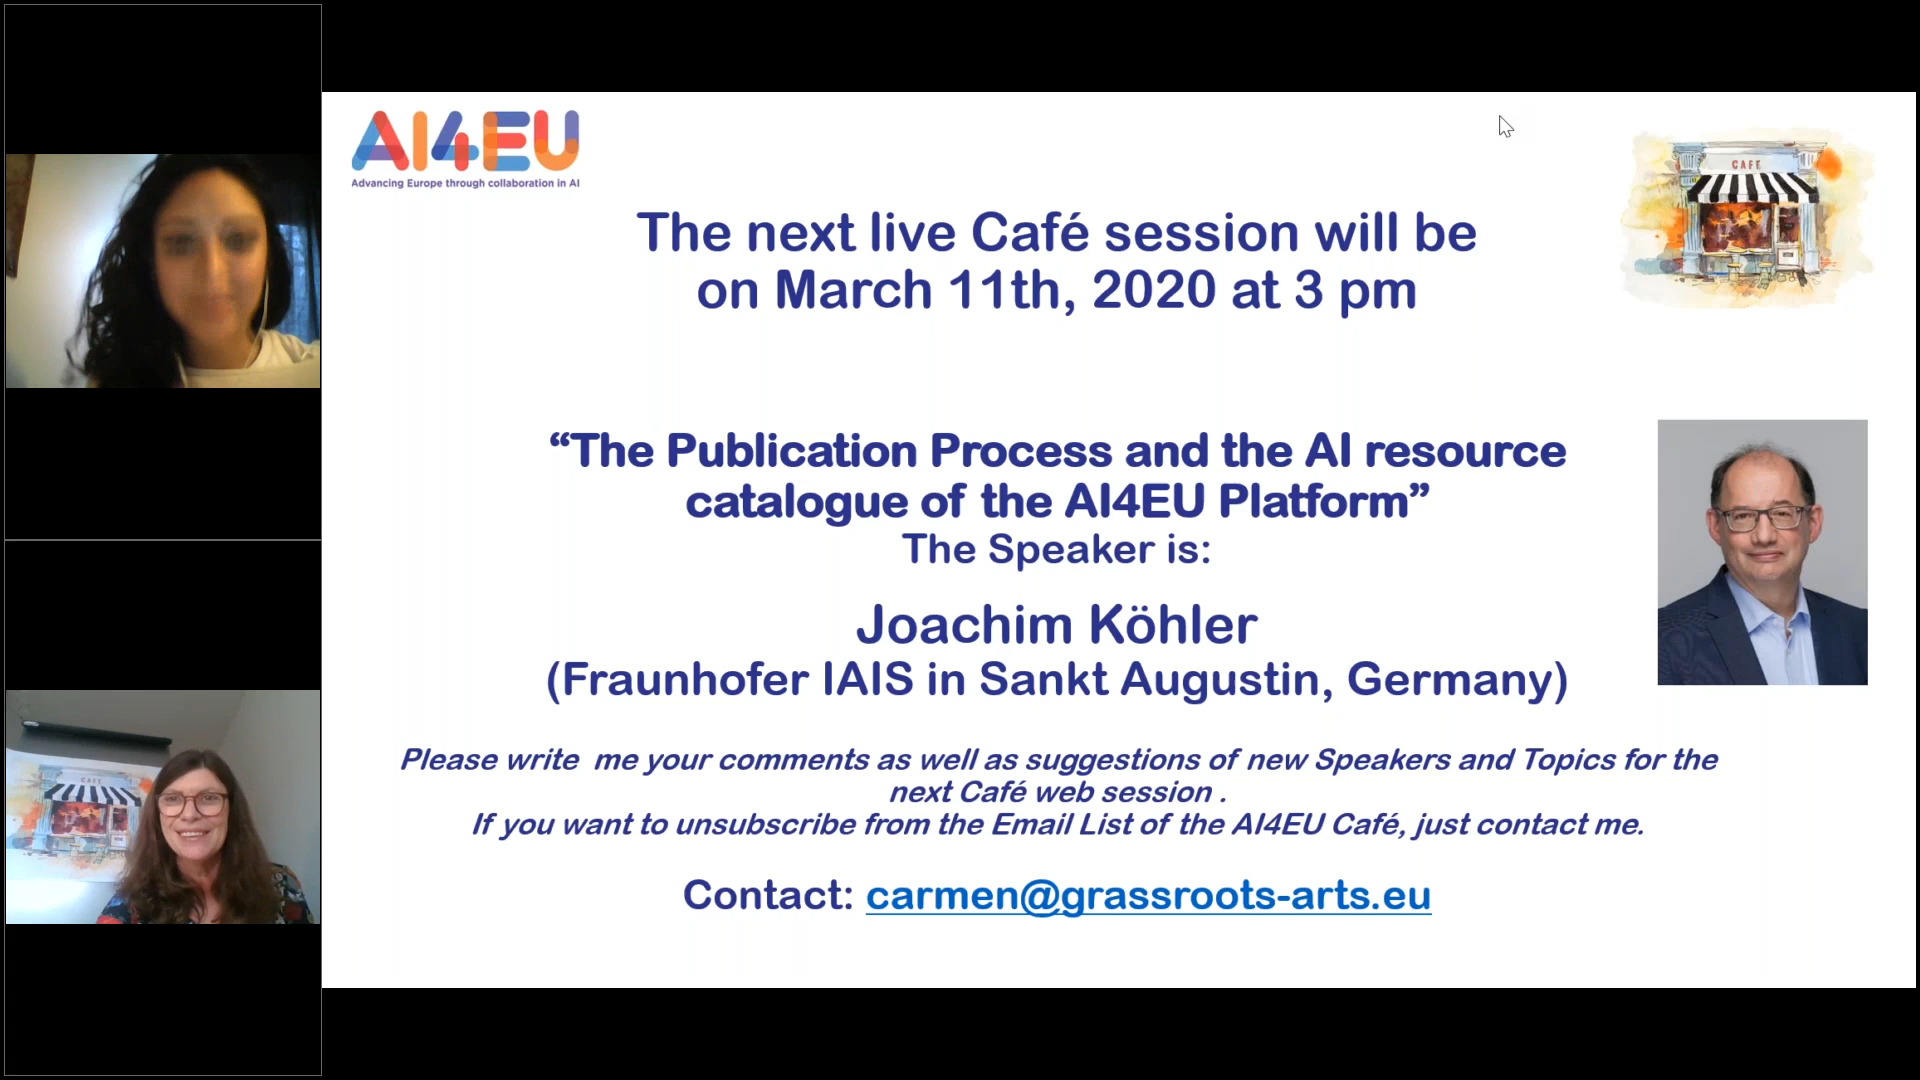 AI4EU
Advancing Europe through collaboration in AI
CAFE
The next live Café session will be
on March 11th, 2020 at 3 pm
“The Publication Process and the AI resource
catalogue of the AI4EU Platform”
The Speaker is:
Joachim Köhler
(Fraunhofer IAIS in Sankt Augustin, Germany)
Please write  me your comments as well as suggestions of new Speakers and Topics for the
next Café web session .
If you want to unsubscribe from the Email List of the AI4EU Café, just contact me.
Contact: carmen@grassroots-arts.eu
CAFE